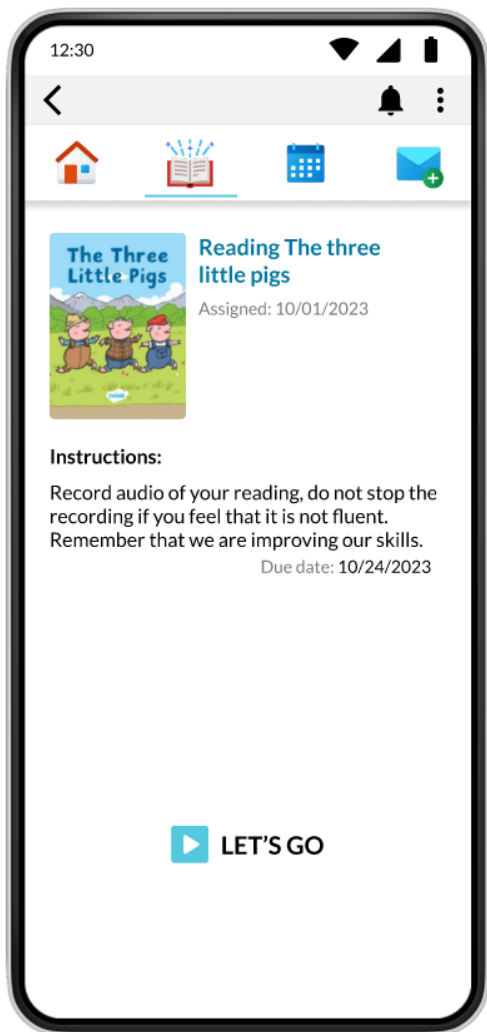 12:30
The Three
Little Pigs
Reading The three
little pigs
Assigned: 10/01/2023
Instructions:
Record audio of your reading, do not stop the
recording if you feel that it is not fluent.
Remember that we are improving our skills.
Due date: 10/24/2023
LET'S GO